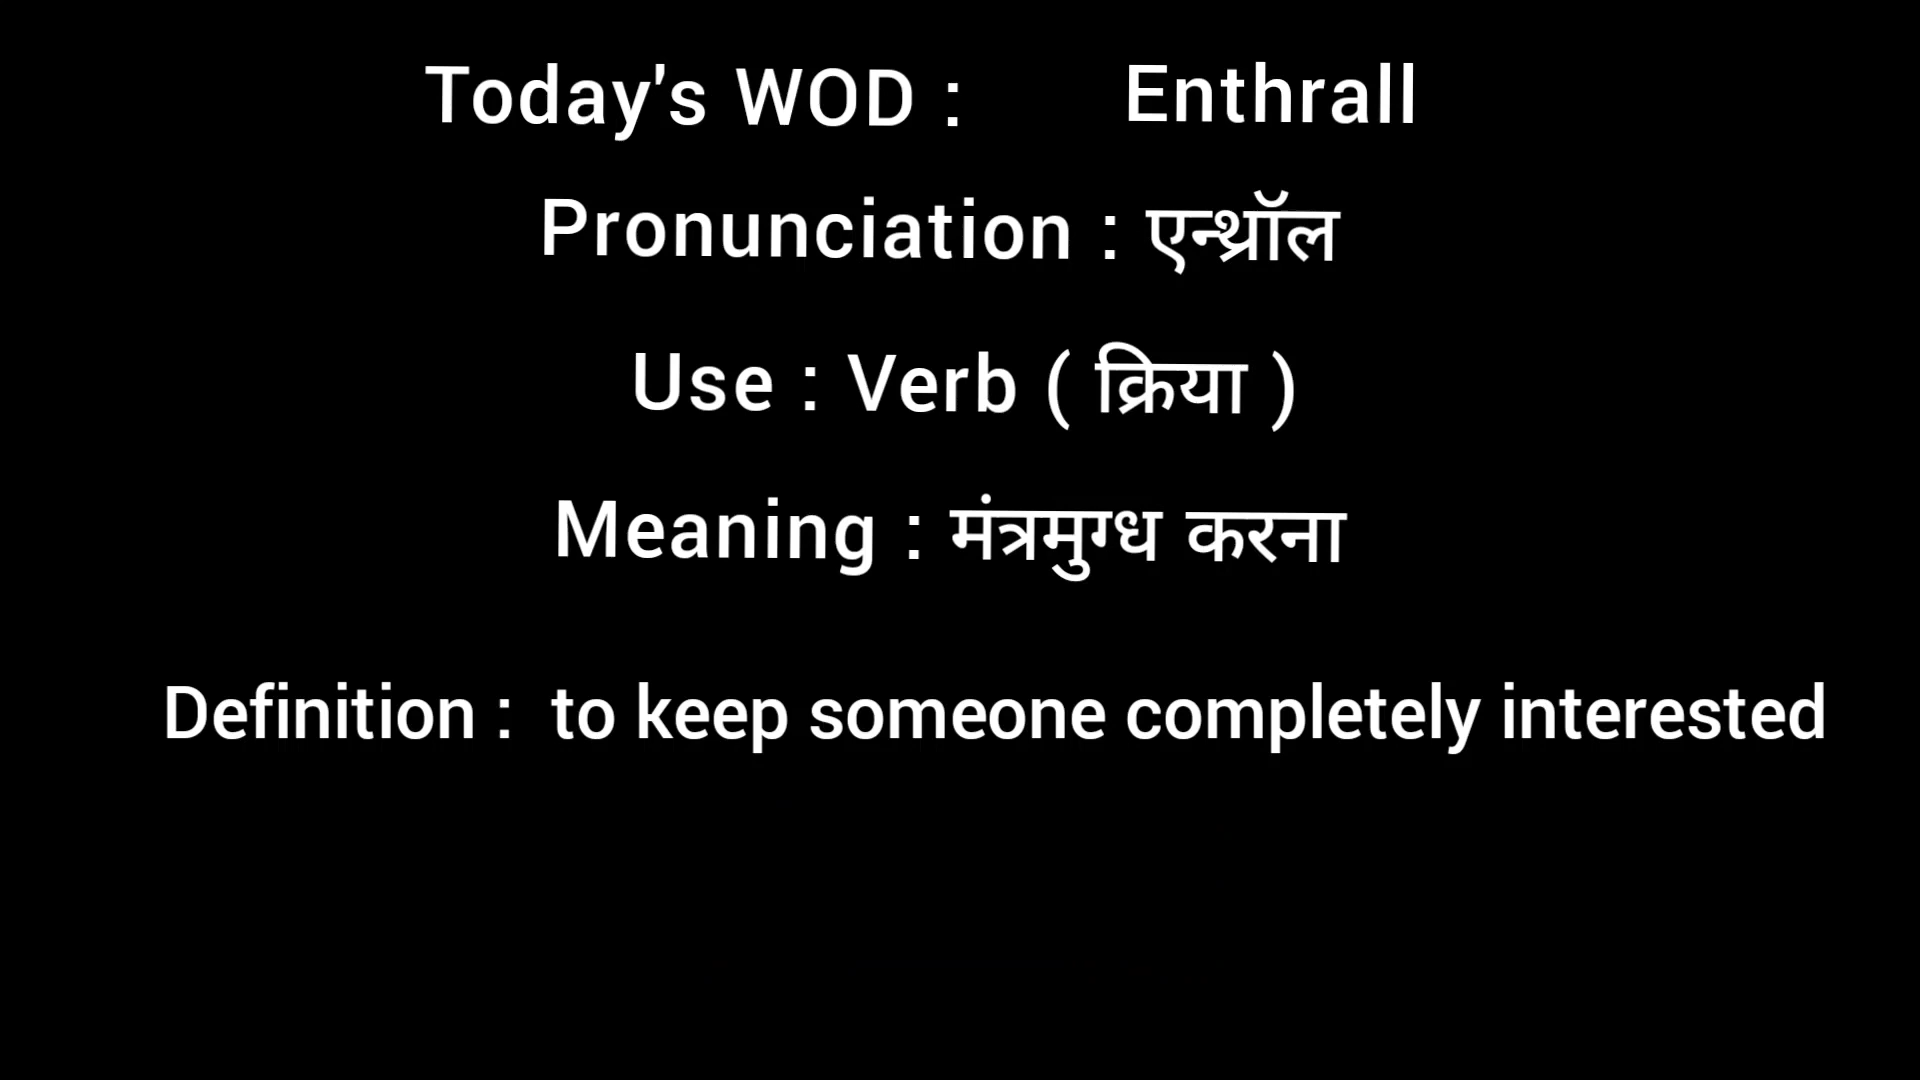 Today's WOD : Enthrall
Pronunciation : एन्थ्रॉल
Use : Verb ( क्रिया )
Meaning : मंत्रमुग्ध करना
Definition : to keep someone completely interested